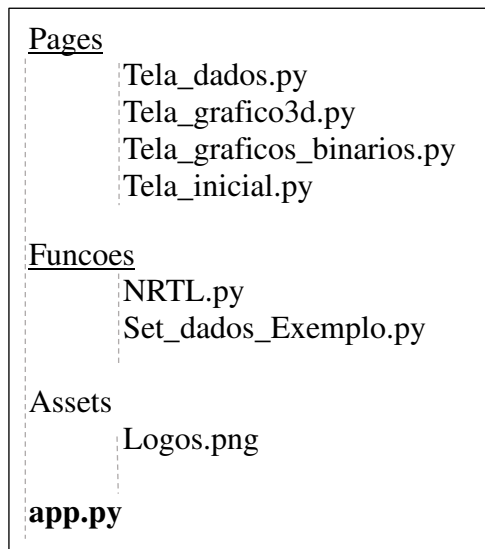 Pages
Tela_dados.py
Tela_grafico3d.py
Tela_graficos_binarios.py
Tela_inicial.py
Funcoes
NRTL.py
Set_dados_Exemplo.py
Assets
Logos.png
app.py